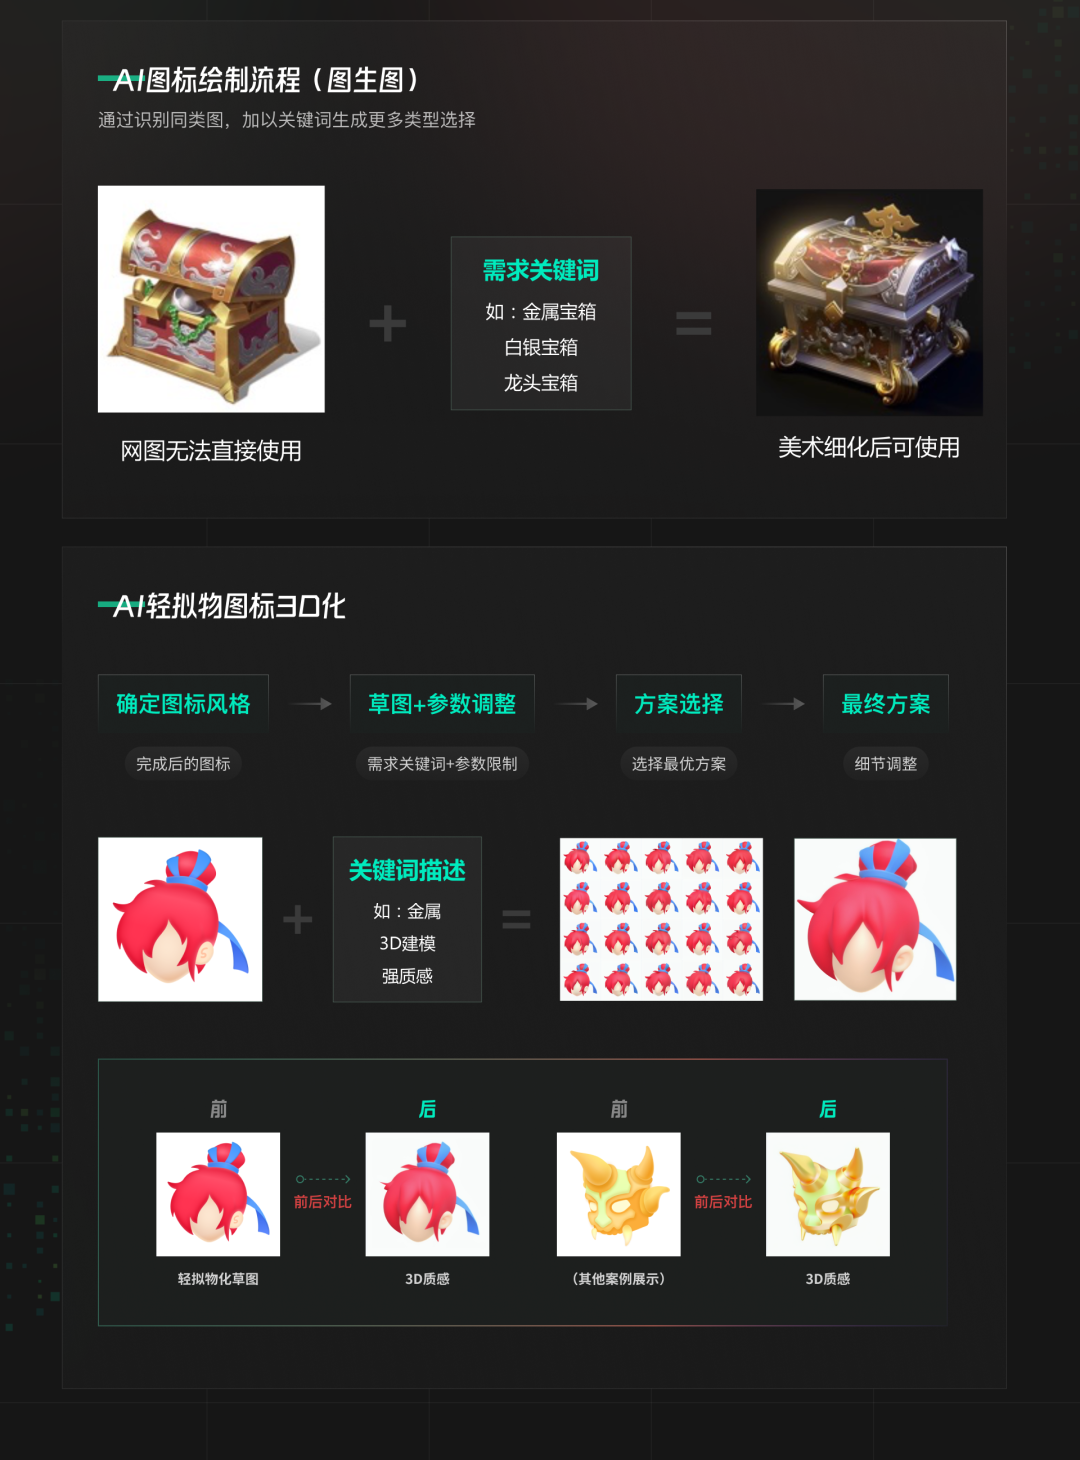 AI图标绘制流程（图生图）
通过识别同类图，加以关键词生成更多类型选择
需求关键词
如：金属宝箱
白银宝箱
龙头宝箱
网图无法直接使用
美术细化后可使用
AI轻拟物图标3D化
确定图标风格
草图+参数调整
方案选择
最终方案
完成后的图标
需求关键词+参数限制
选择最优方案
细节调整
关键词描述
如：金属
3D建模
强质感
前
后
前
后
前后对比
前后对比
轻拟物化草图
3D质感
（其他案例展示）
3D质感